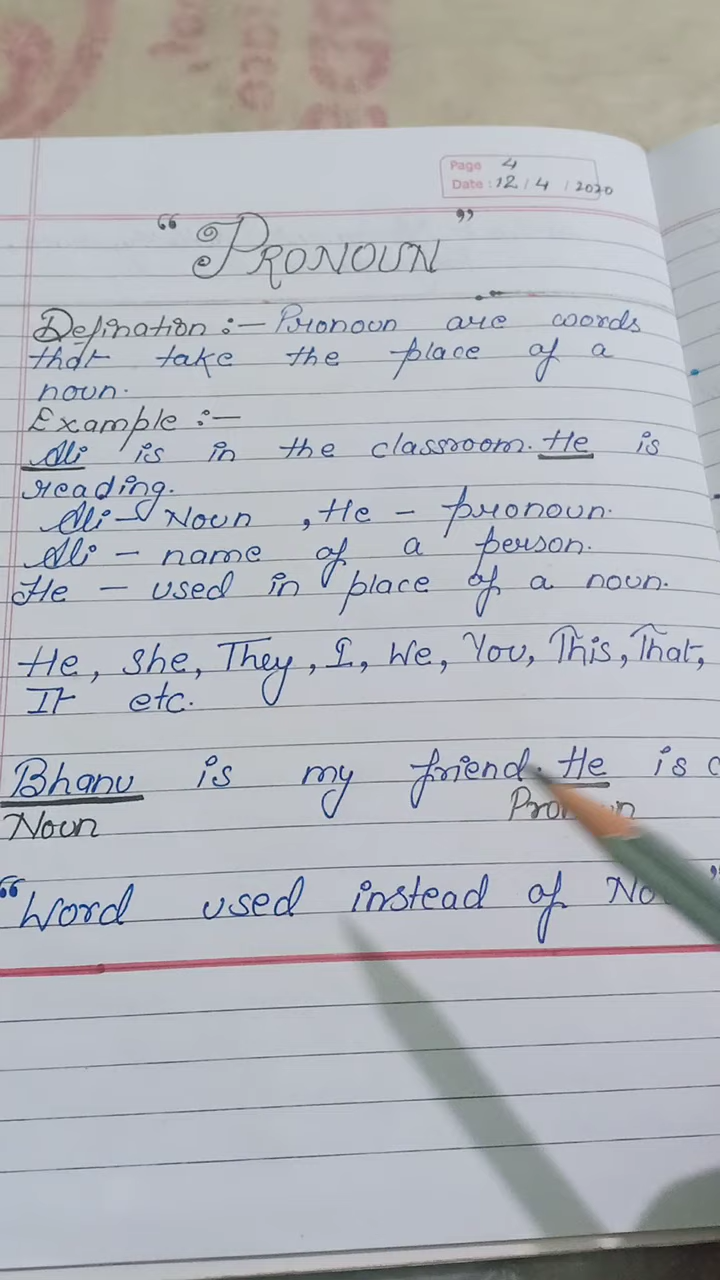 Page 4
Date : 12 / 4 / 2020
“PRONOUN”
Defination :- Pronoun are words
that take the place of a
noun.
Example :-
Ali is in the classroom. He is
reading.
Ali - Noun , He - pronoun.
Ali - name of a person.
He - used in place of a noun.
He, She, They, I, We, You, This, That,
It etc.
Bhanu is my friend. He is
Noun
“Word used instead of